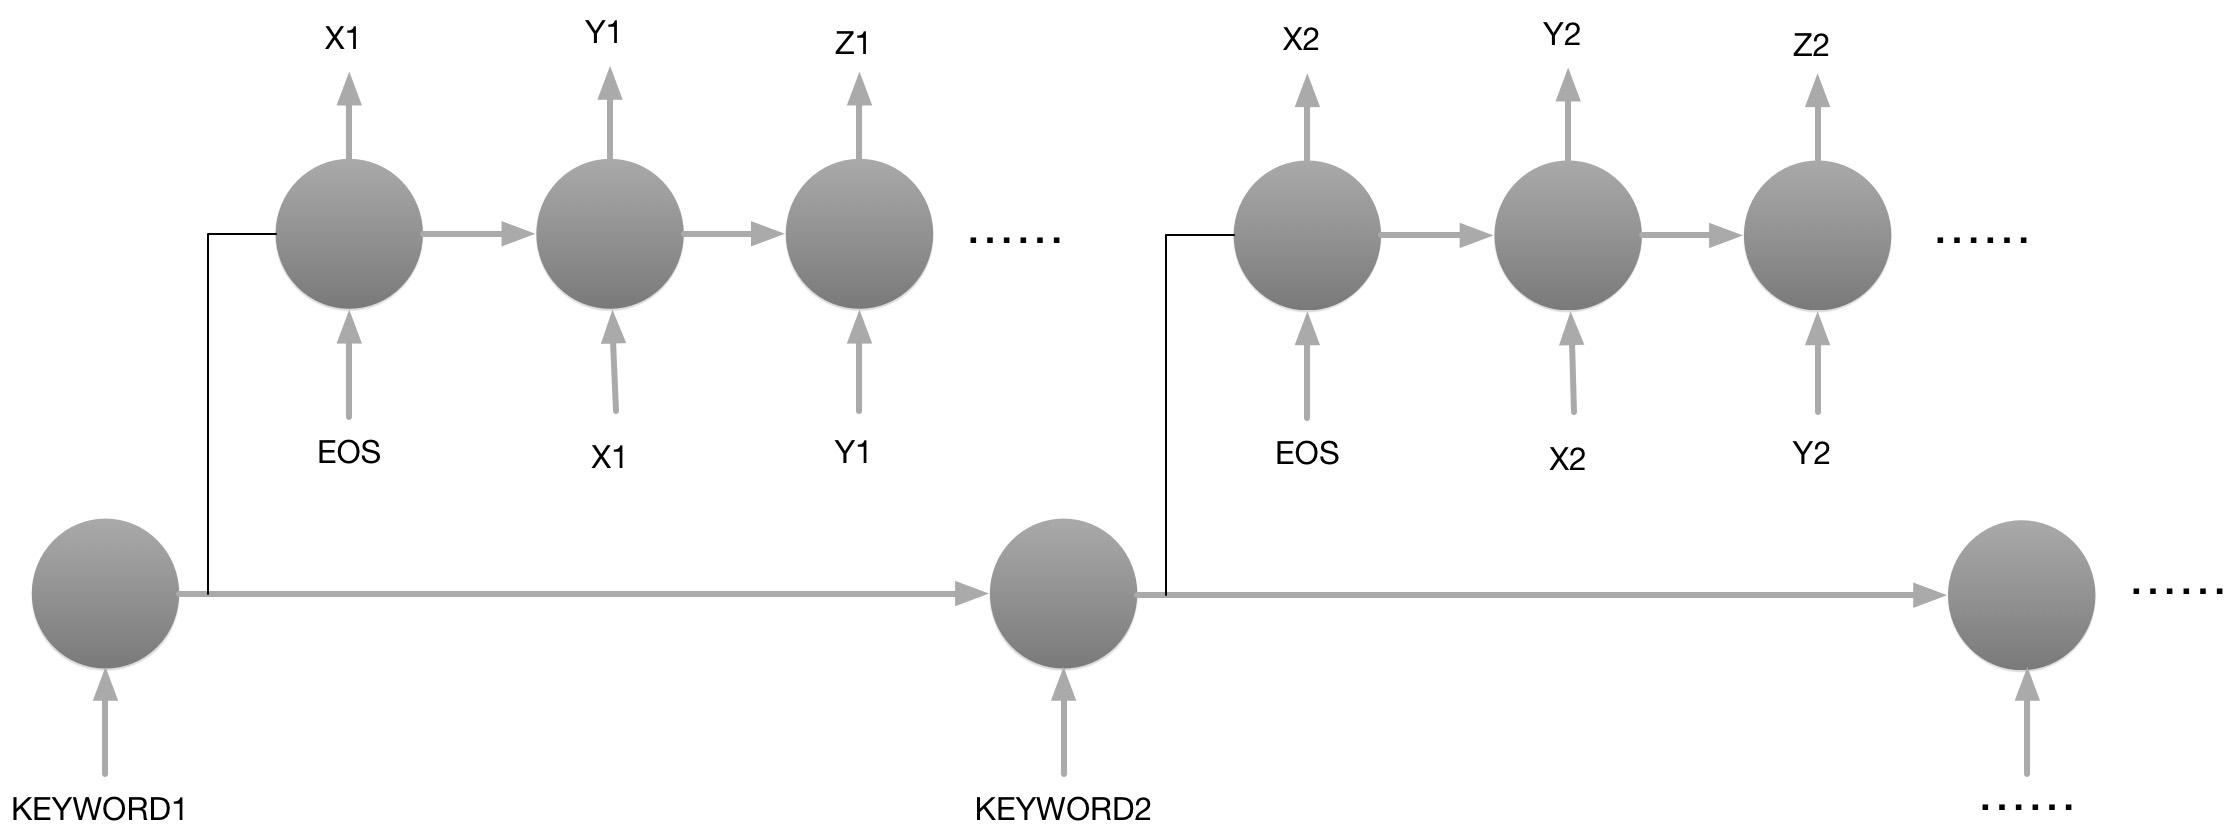 X1 Y1 Z1 X2 Y2 Z2
...... ......
EOS X1 Y1 EOS X2 Y2
......
KEYWORD1 KEYWORD2 ......